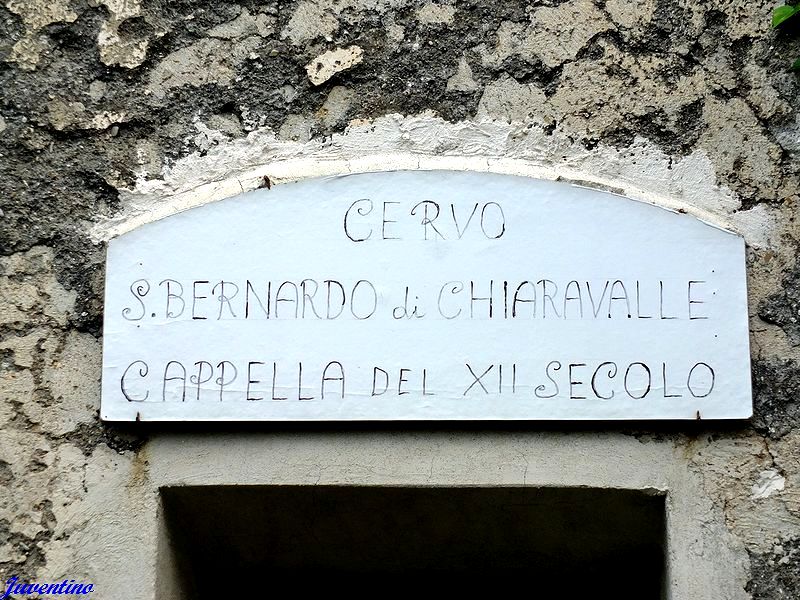 CERVO
S. BERNARDO di CHIARAVALLE
CAPPELLA DEL XII SECOLO
Juventino